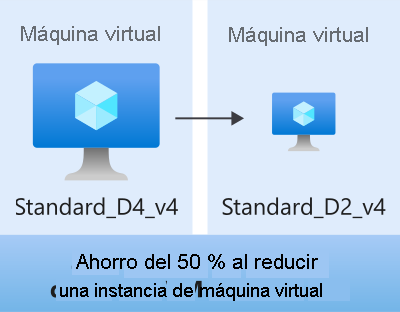 Máquina virtual
Máquina virtual
Standard_D4_v4
Standard_D2_v4
Ahorro del 50 % al reducir
una instancia de máquina virtual